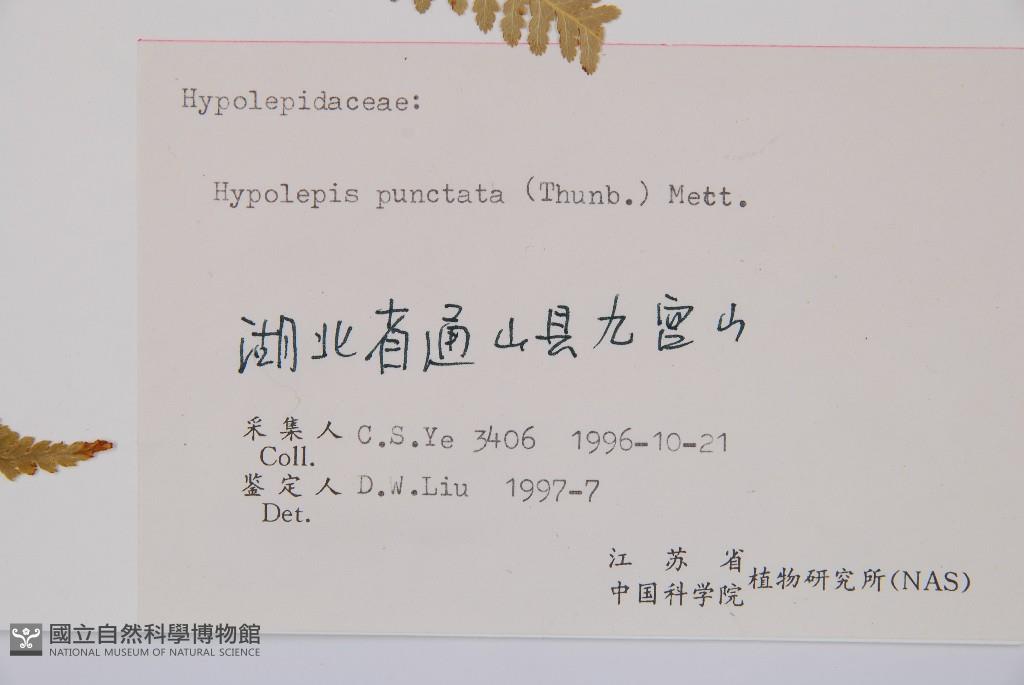 Hypolepidaceae:
Hypolepis punctata (Thunb.) Mett.
湖北省通山县九宫山
采集人 C.S.Ye 3406 1996-10-21
Coll.
鉴定人 D.W.Liu 1997-7
Det.
江苏省
中国科学院植物研究所(NAS)
國立自然科學博物館
NATIONAL MUSEUM OF NATURAL SCIENCE